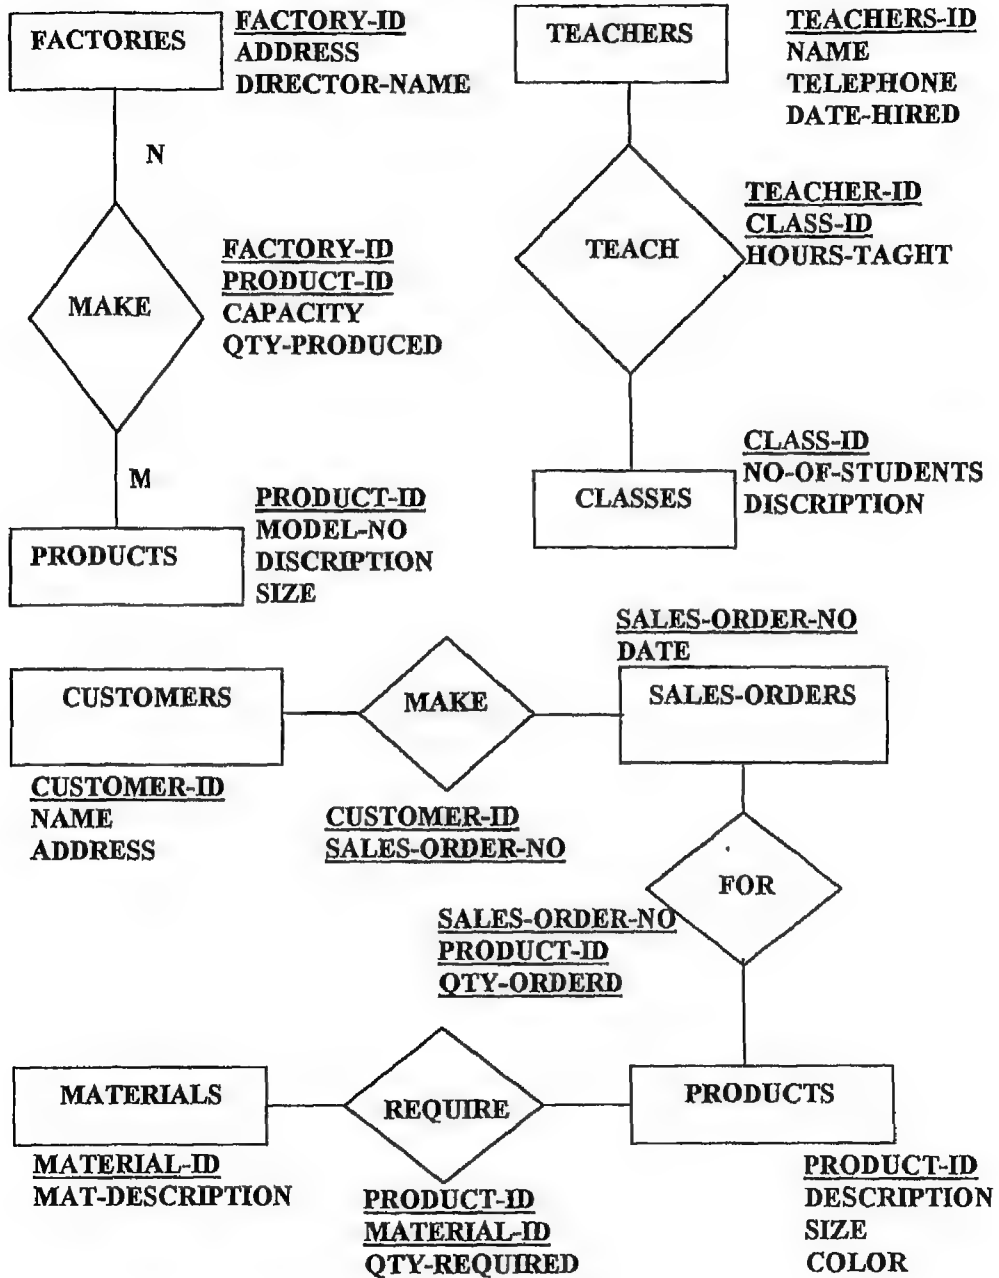 FACTORIES
FACTORY-ID
ADDRESS
DIRECTOR-NAME
N
MAKE
FACTORY-ID
PRODUCT-ID
CAPACITY
QTY-PRODUCED
M
PRODUCTS
PRODUCT-ID
MODEL-NO
DISCRIPTION
SIZE
TEACHERS
TEACHERS-ID
NAME
TELEPHONE
DATE-HIRED
TEACH
TEACHER-ID
CLASS-ID
HOURS-TAGHT
CLASSES
CLASS-ID
NO-OF-STUDENTS
DISCRIPTION
CUSTOMERS
CUSTOMER-ID
NAME
ADDRESS
MAKE
CUSTOMER-ID
SALES-ORDER-NO
SALES-ORDER-NO
DATE
SALES-ORDERS
FOR
SALES-ORDER-NO
PRODUCT-ID
QTY-ORDERD
MATERIALS
MATERIAL-ID
MAT-DESCRIPTION
REQUIRE
PRODUCT-ID
MATERIAL-ID
QTY-REQUIRED
PRODUCTS
PRODUCT-ID
DESCRIPTION
SIZE
COLOR